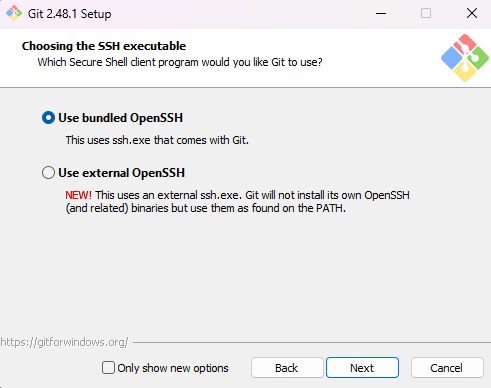 Git 2.48.1 Setup
Choosing the SSH executable
Which Secure Shell client program would you like Git to use?
Use bundled OpenSSH
This uses ssh.exe that comes with Git.
Use external OpenSSH
NEW! This uses an external ssh.exe. Git will not install its own OpenSSH
(and related) binaries but use them as found on the PATH.
https://gitforwindows.org/
Only show new options
Back
Next
Cancel